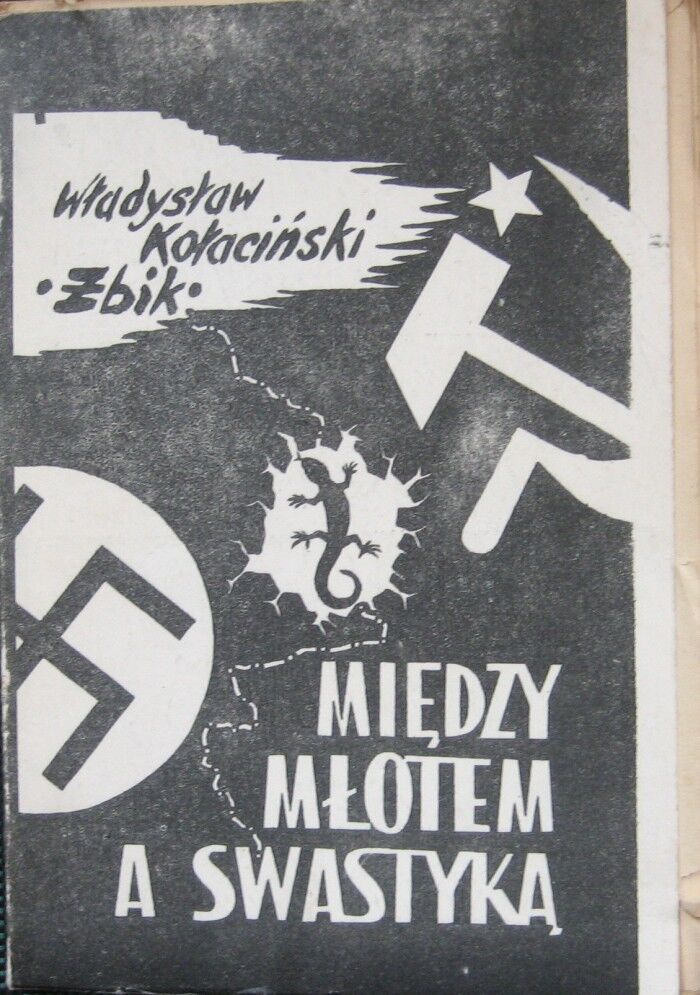 Władysław
Kołaciński
•Żbik•
MIĘDZY
MŁOTEM
A SWASTYKĄ